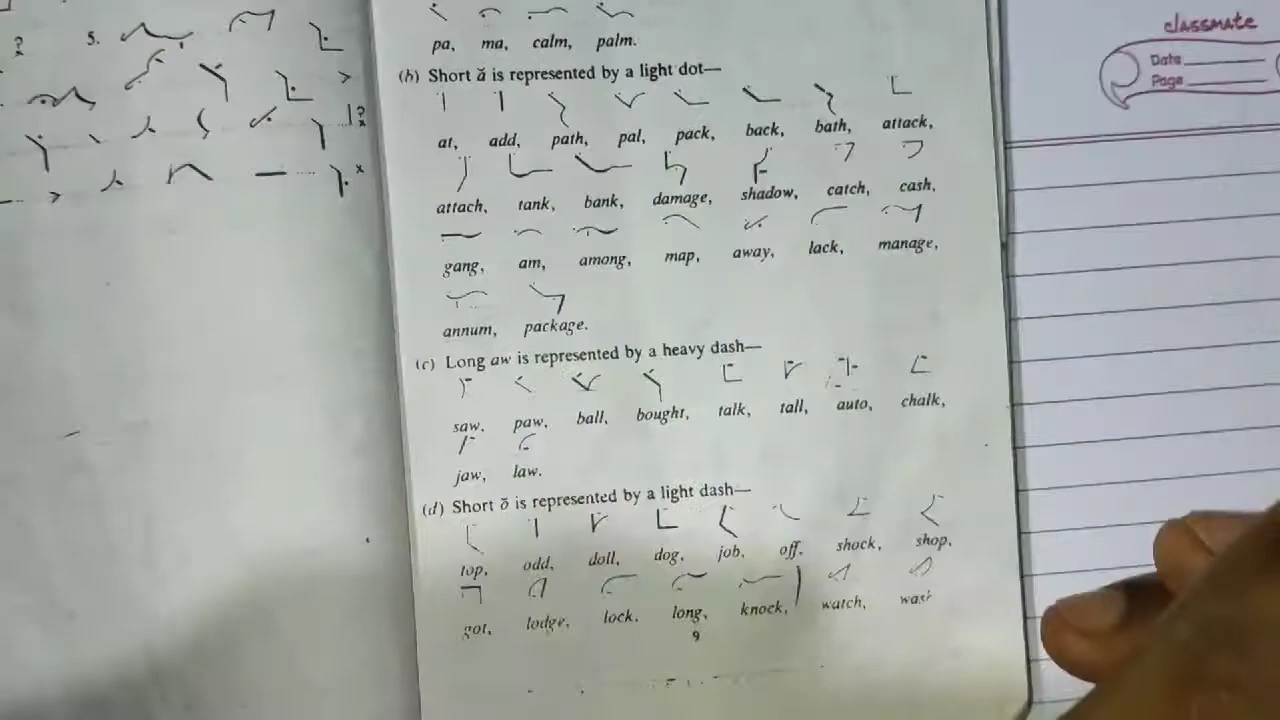 5.
pa, ma, calm, palm.
(b) Short ă is represented by a light dot—
at, add, path, pal, pack, back, bath, attack,
attach, tank, bank, damage, shadow, catch, cash,
gang, am, among, map, away, lack, manage,
annum, package.
(c) Long aw is represented by a heavy dash—
saw, paw, ball, bought, talk, tall, auto, chalk,
jaw, law.
(d) Short ŏ is represented by a light dash—
top, odd, doll, dog, job, off, shock, shop,
got, lodge, lock, long, knock, watch, wash
9
classmate
Date
Page